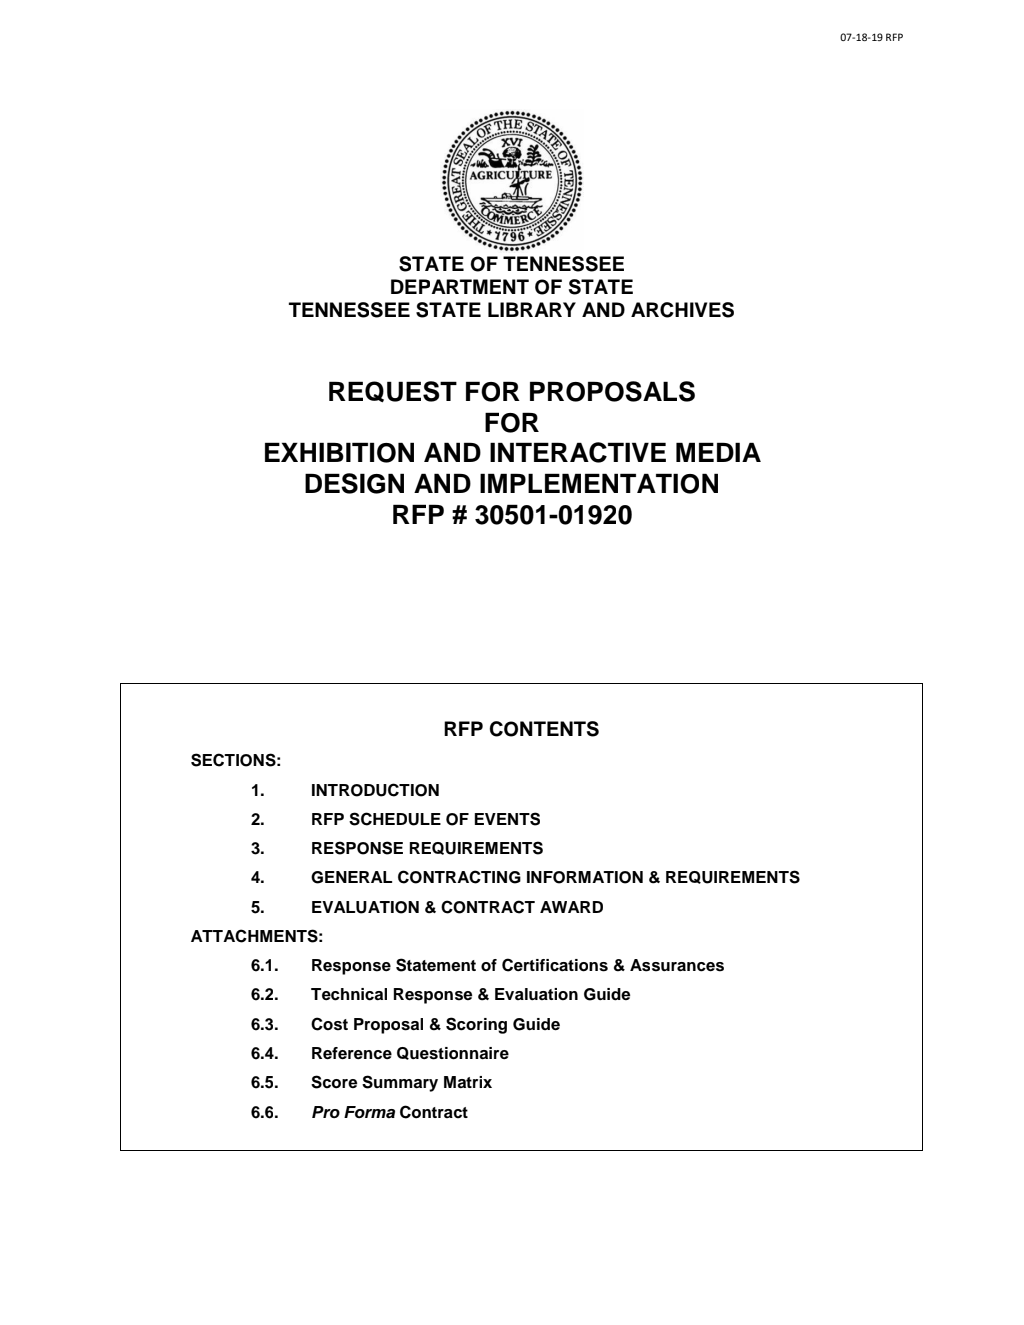 07-18-19 RFP
THE GREAT SEAL OF THE STATE OF TENNESSEE
XVI
AGRICULTURE
COMMERCE
1796
STATE OF TENNESSEE
DEPARTMENT OF STATE
TENNESSEE STATE LIBRARY AND ARCHIVES
REQUEST FOR PROPOSALS
FOR
EXHIBITION AND INTERACTIVE MEDIA
DESIGN AND IMPLEMENTATION
RFP # 30501-01920
RFP CONTENTS
SECTIONS:
1. INTRODUCTION
2. RFP SCHEDULE OF EVENTS
3. RESPONSE REQUIREMENTS
4. GENERAL CONTRACTING INFORMATION & REQUIREMENTS
5. EVALUATION & CONTRACT AWARD
ATTACHMENTS:
6.1. Response Statement of Certifications & Assurances
6.2. Technical Response & Evaluation Guide
6.3. Cost Proposal & Scoring Guide
6.4. Reference Questionnaire
6.5. Score Summary Matrix
6.6. Pro Forma Contract